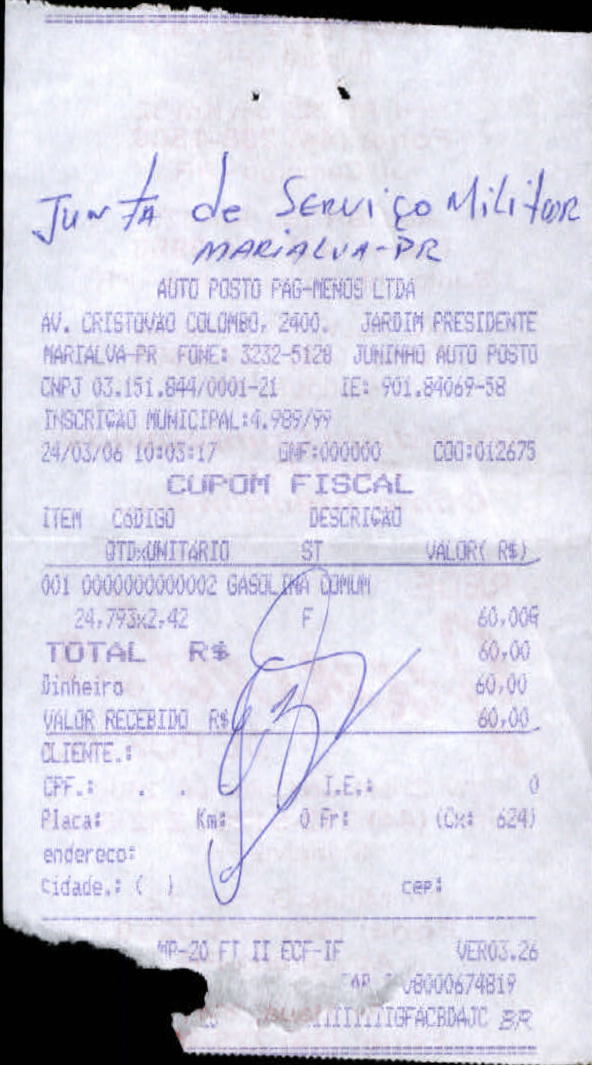 Junta de Serviço Militar
MARIALVA-PR
AUTO POSTO PAG-MENOS LTDA
AV. CRISTOVAO COLOMBO, 2400. JARDIM PRESIDENTE
MARIALVA-PR FONE: 3232-5128 JUNINHO AUTO POSTO
CNPJ 03.151.844/0001-21 IE: 901.84069-58
INSCRIÇÃO MUNICIPAL:4.989/99
24/03/06 10:03:17 GNF:000000 COO:012675
CUPOM FISCAL
ITEM CÓDIGO DESCRIÇÃO
QTDxUNITÁRIO ST VALOR( R$)
001 0000000000002 GASOLINA COMUM
24,793x2,42 F 60,00G
TOTAL R$ 60,00
Dinheiro 60,00
VALOR RECEBIDO R$ 60,00
CLIENTE.:
CPF.: . . I.E.: 0
Placa: Km: 0 Fr: (Cx: 624)
endereco:
cidade.: ( ) cep:
MP-20 FI II ECF-IF VER03.26
8000674819
IIIIIIIGFACBDAJC BR